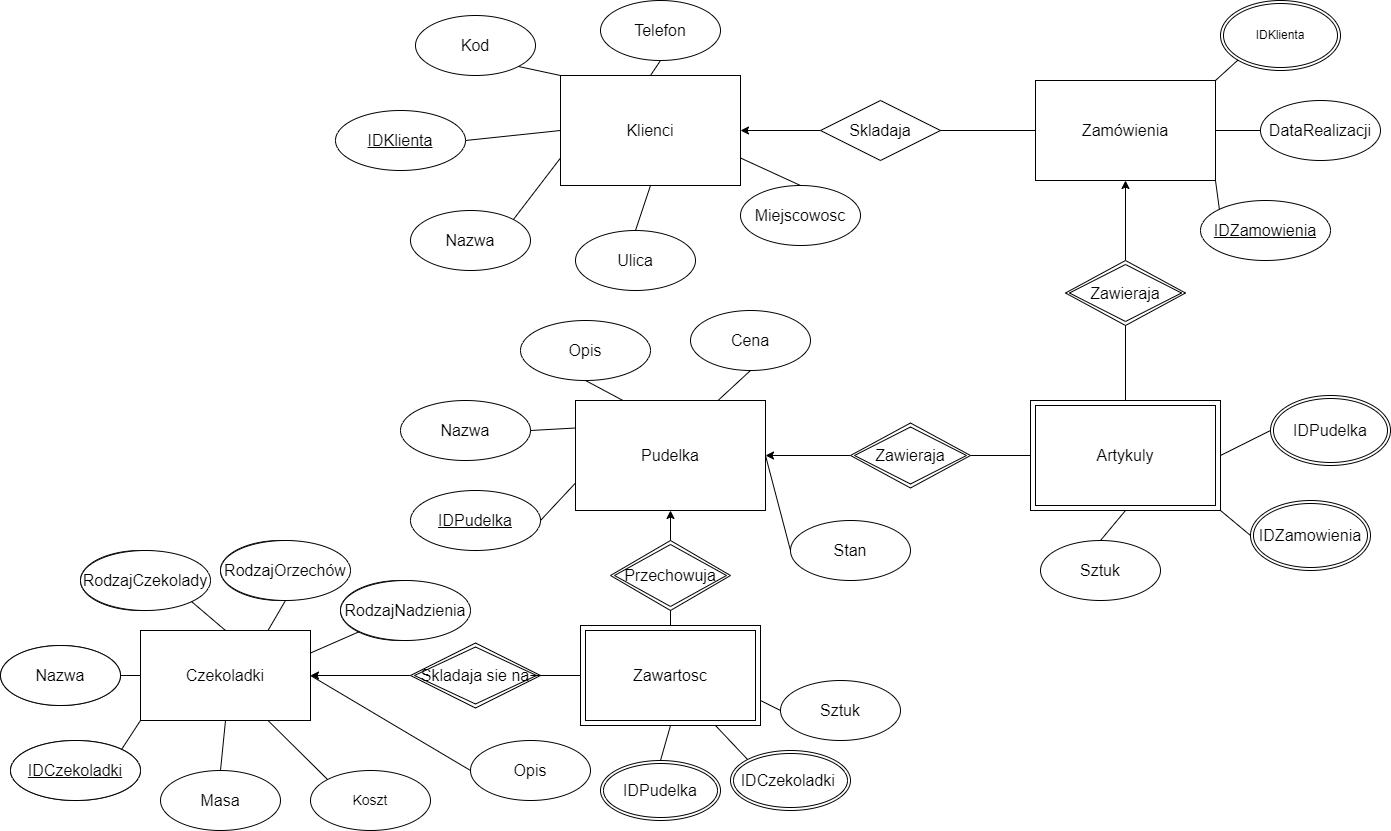 Kod
Telefon
IDKlienta
Klienci
Skladaja
Zamówienia
DataRealizacji
IDKlienta
Nazwa
Ulica
Miejscowosc
IDZamowienia
Zawieraja
Opis
Cena
Nazwa
Pudelka
Zawieraja
Artykuly
IDPudelka
IDPudelka
Stan
IDZamowienia
Sztuk
RodzajCzekolady
RodzajOrzechów
RodzajNadzienia
Przechowuja
Nazwa
Czekoladki
Skladaja sie na
Zawartosc
Sztuk
IDCzekoladki
Masa
Koszt
Opis
IDPudelka
IDCzekoladki